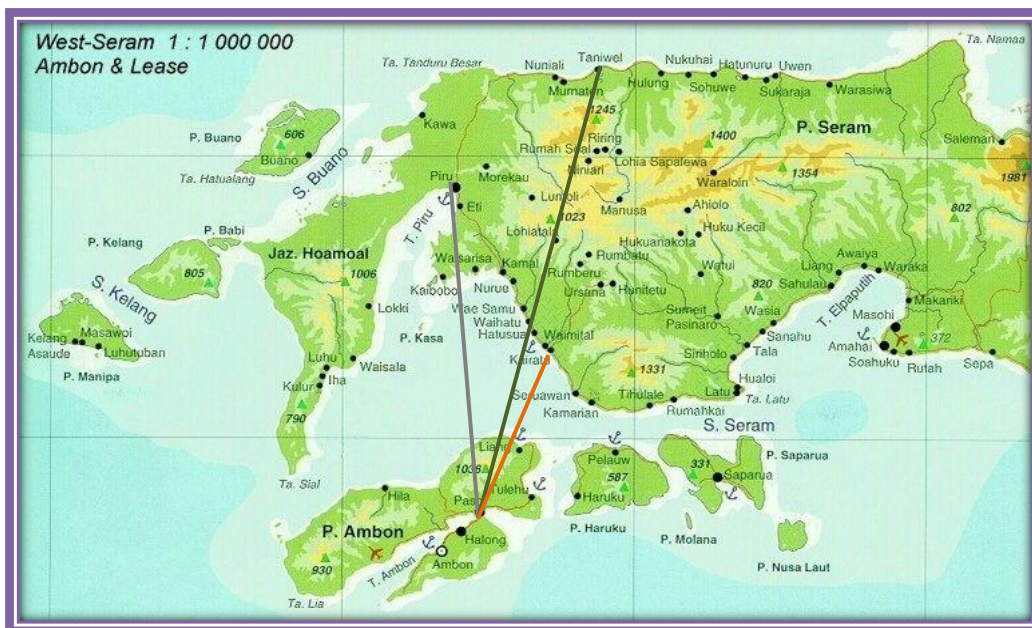 West-Seram 1 : 1 000 000
Ambon & Lease
Ta. Tanduru Besar
Nuniali
Taniwel
Murnaten
Hulung
Nukuhai
Sohuwe
Hatunuru
Uwen
Sukaraja
Warasiwa
Ta. Namaa
P. Buano
606
Buano
Ta. Hatualang
S. Buano
Kawa
1245
Riring
Rumah Soal
Niniari
Lohia Sapalewa
1400
P. Seram
Saleman
1981
Waraloin
1354
Piru
Morekau
Eti
Lumoli
Manusa
Ahiolo
802
1023
Lohiatala
Huku Kecil
Hukuanakota
T. Piru
P. Kelang
P. Babi
Jaz. Hoamoal
805
1006
Waisarisa
Kamal
Rumbatu
Rumberu
Watui
Liang
Awaiya
Waraka
Sahulau
S. Kelang
Kaibobo
Nurue
Ursana
Hunitetu
820
T. Elpaputih
Makariki
Lokki
Wae Samu
Waihatu
Hatusua
Sumeit
Pasinaro
Wasia
Sanahu
Masohi
Kelang
Masawoi
Asaude
Luhutuban
P. Manipa
P. Kasa
Waimital
Kairatu
Siriholo
Tala
Amahai
372
Soahuku
Rutah
Sepa
Luhu
Iha
Kulur
Waisala
1331
Hualoi
Seruawan
Kamarian
Tihulale
Rumahkai
Latu
Ta. Latu
790
S. Seram
Liang
1038
Pelauw
331
P. Saparua
Saparua
Ta. Sial
Hila
Paso
Tulehu
Haruku
587
P. Ambon
Halong
P. Haruku
P. Molana
930
T. Ambon
Ambon
P. Nusa Laut
Ta. Lia